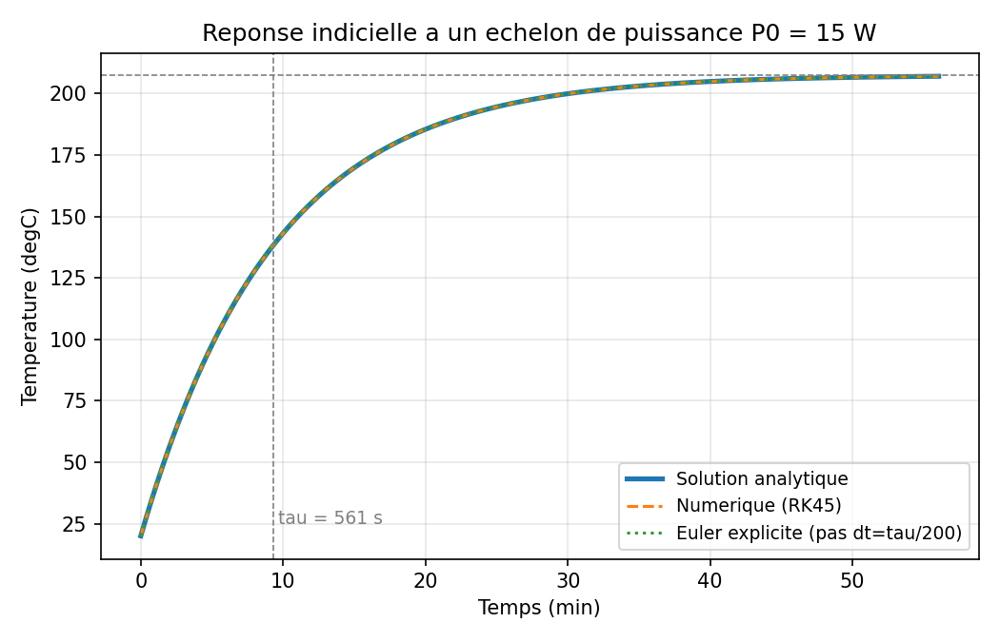 Reponse indicielle a un echelon de puissance P0 = 15 W
Temperature (degC)
200
175
150
125
100
75
50
25
tau = 561 s
Solution analytique
Numerique (RK45)
Euler explicite (pas dt=tau/200)
0
10
20
30
40
50
Temps (min)